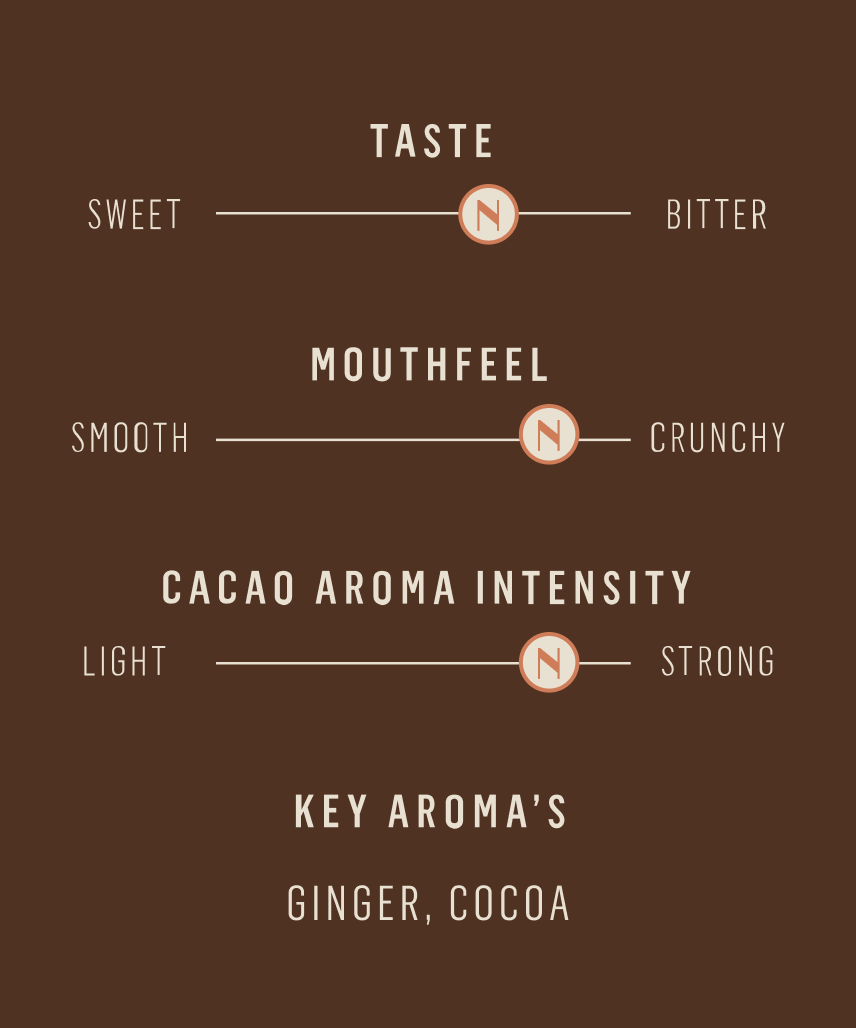 TASTE
SWEET N BITTER
MOUTHFEEL
SMOOTH N CRUNCHY
CACAO AROMA INTENSITY
LIGHT N STRONG
KEY AROMA’S
GINGER, COCOA